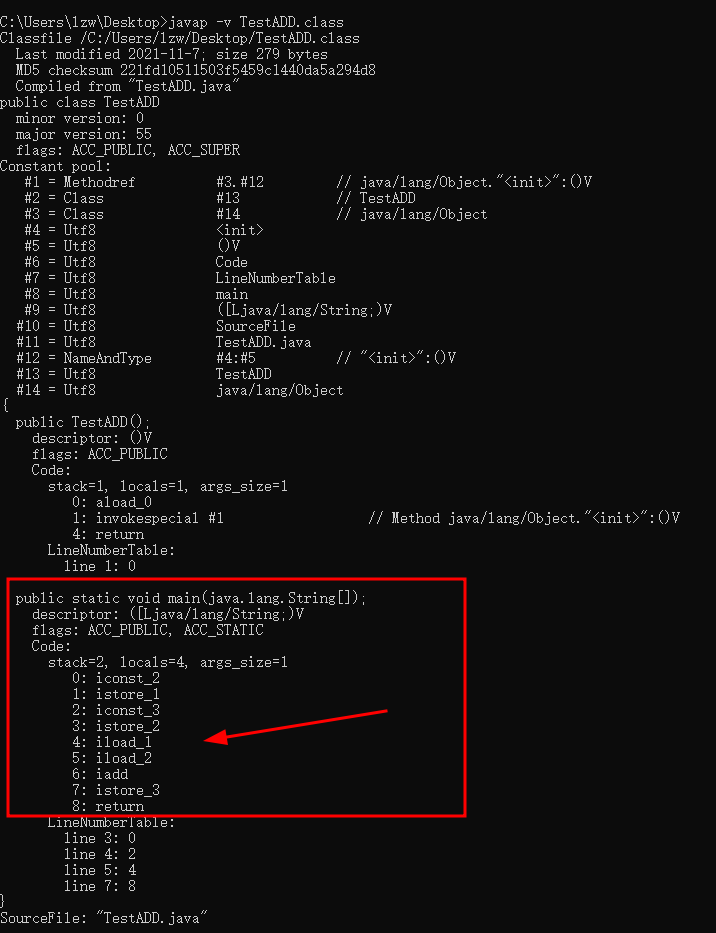 C:\Users\lzw\Desktop>javap -v TestADD.class
Classfile /C:/Users/lzw/Desktop/TestADD.class
  Last modified 2021-11-7; size 279 bytes
  MD5 checksum 221fd10511503f5459c1440da5a294d8
  Compiled from "TestADD.java"
public class TestADD
  minor version: 0
  major version: 55
  flags: ACC_PUBLIC, ACC_SUPER
Constant pool:
   #1 = Methodref          #3.#12         // java/lang/Object."<init>":()V
   #2 = Class              #13            // TestADD
   #3 = Class              #14            // java/lang/Object
   #4 = Utf8               <init>
   #5 = Utf8               ()V
   #6 = Utf8               Code
   #7 = Utf8               LineNumberTable
   #8 = Utf8               main
   #9 = Utf8               ([Ljava/lang/String;)V
  #10 = Utf8               SourceFile
  #11 = Utf8               TestADD.java
  #12 = NameAndType        #4:#5          // "<init>":()V
  #13 = Utf8               TestADD
  #14 = Utf8               java/lang/Object
{
  public TestADD();
    descriptor: ()V
    flags: ACC_PUBLIC
    Code:
      stack=1, locals=1, args_size=1
         0: aload_0
         1: invokespecial #1                  // Method java/lang/Object."<init>":()V
         4: return
      LineNumberTable:
        line 1: 0
  public static void main(java.lang.String[]);
    descriptor: ([Ljava/lang/String;)V
    flags: ACC_PUBLIC, ACC_STATIC
    Code:
      stack=2, locals=4, args_size=1
         0: iconst_2
         1: istore_1
         2: iconst_3
         3: istore_2
         4: iload_1
         5: iload_2
         6: iadd
         7: istore_3
         8: return
      LineNumberTable:
        line 3: 0
        line 4: 2
        line 5: 4
        line 7: 8
}
SourceFile: "TestADD.java"